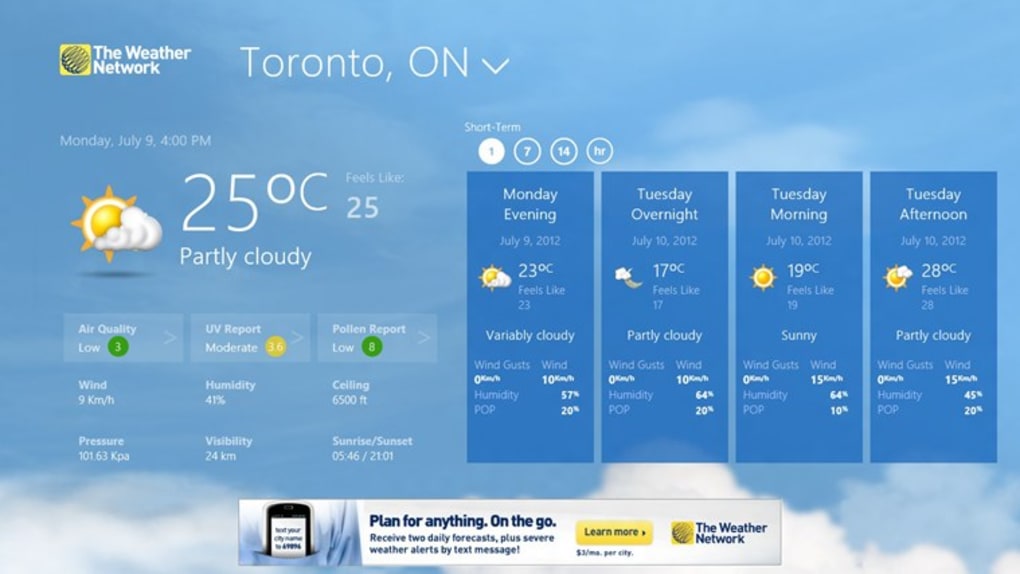 The Weather
Network
Toronto, ON
Monday, July 9, 4:00 PM
25ºC
Feels Like:
25
Partly cloudy
Air Quality
Low 3
UV Report
Moderate 3.6
Pollen Report
Low 8
Wind
9 Km/h
Humidity
41%
Ceiling
6500 ft
Pressure
101.63 Kpa
Visibility
24 km
Sunrise/Sunset
05:46 / 21:01
Short-Term
1 7 14 hr
Monday
Evening
July 9, 2012
23ºC
Feels Like
23
Variably cloudy
Wind Gusts Wind
0Km/h 10Km/h
Humidity 57%
POP 20%
Tuesday
Overnight
July 10, 2012
17ºC
Feels Like
17
Partly cloudy
Wind Gusts Wind
0Km/h 10Km/h
Humidity 64%
POP 20%
Tuesday
Morning
July 10, 2012
19ºC
Feels Like
19
Sunny
Wind Gusts Wind
0Km/h 15Km/h
Humidity 64%
POP 10%
Tuesday
Afternoon
July 10, 2012
28ºC
Feels Like
28
Partly cloudy
Wind Gusts Wind
0Km/h 15Km/h
Humidity 45%
POP 20%
text your
city name
to 49896
Plan for anything. On the go.
Receive two daily forecasts, plus severe
weather alerts by text message!
Learn more
$3/mo. per city.
The Weather
Network